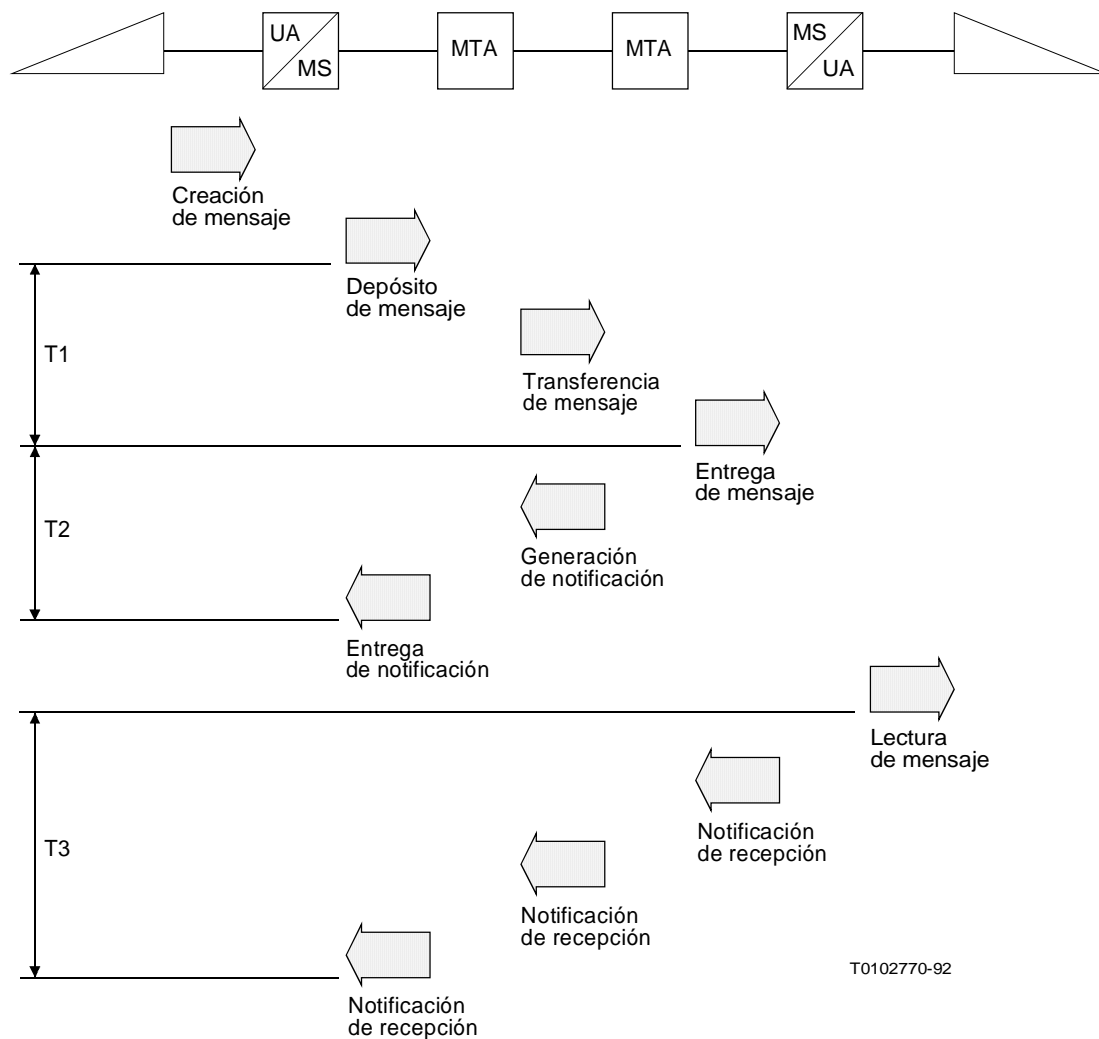 UA
MS
MTA
MTA
MS
UA
Creación
de mensaje
Depósito
de mensaje
T1
Transferencia
de mensaje
Entrega
de mensaje
T2
Generación
de notificación
Entrega
de notificación
Lectura
de mensaje
T3
Notificación
de recepción
Notificación
de recepción
T0102770-92
Notificación
de recepción